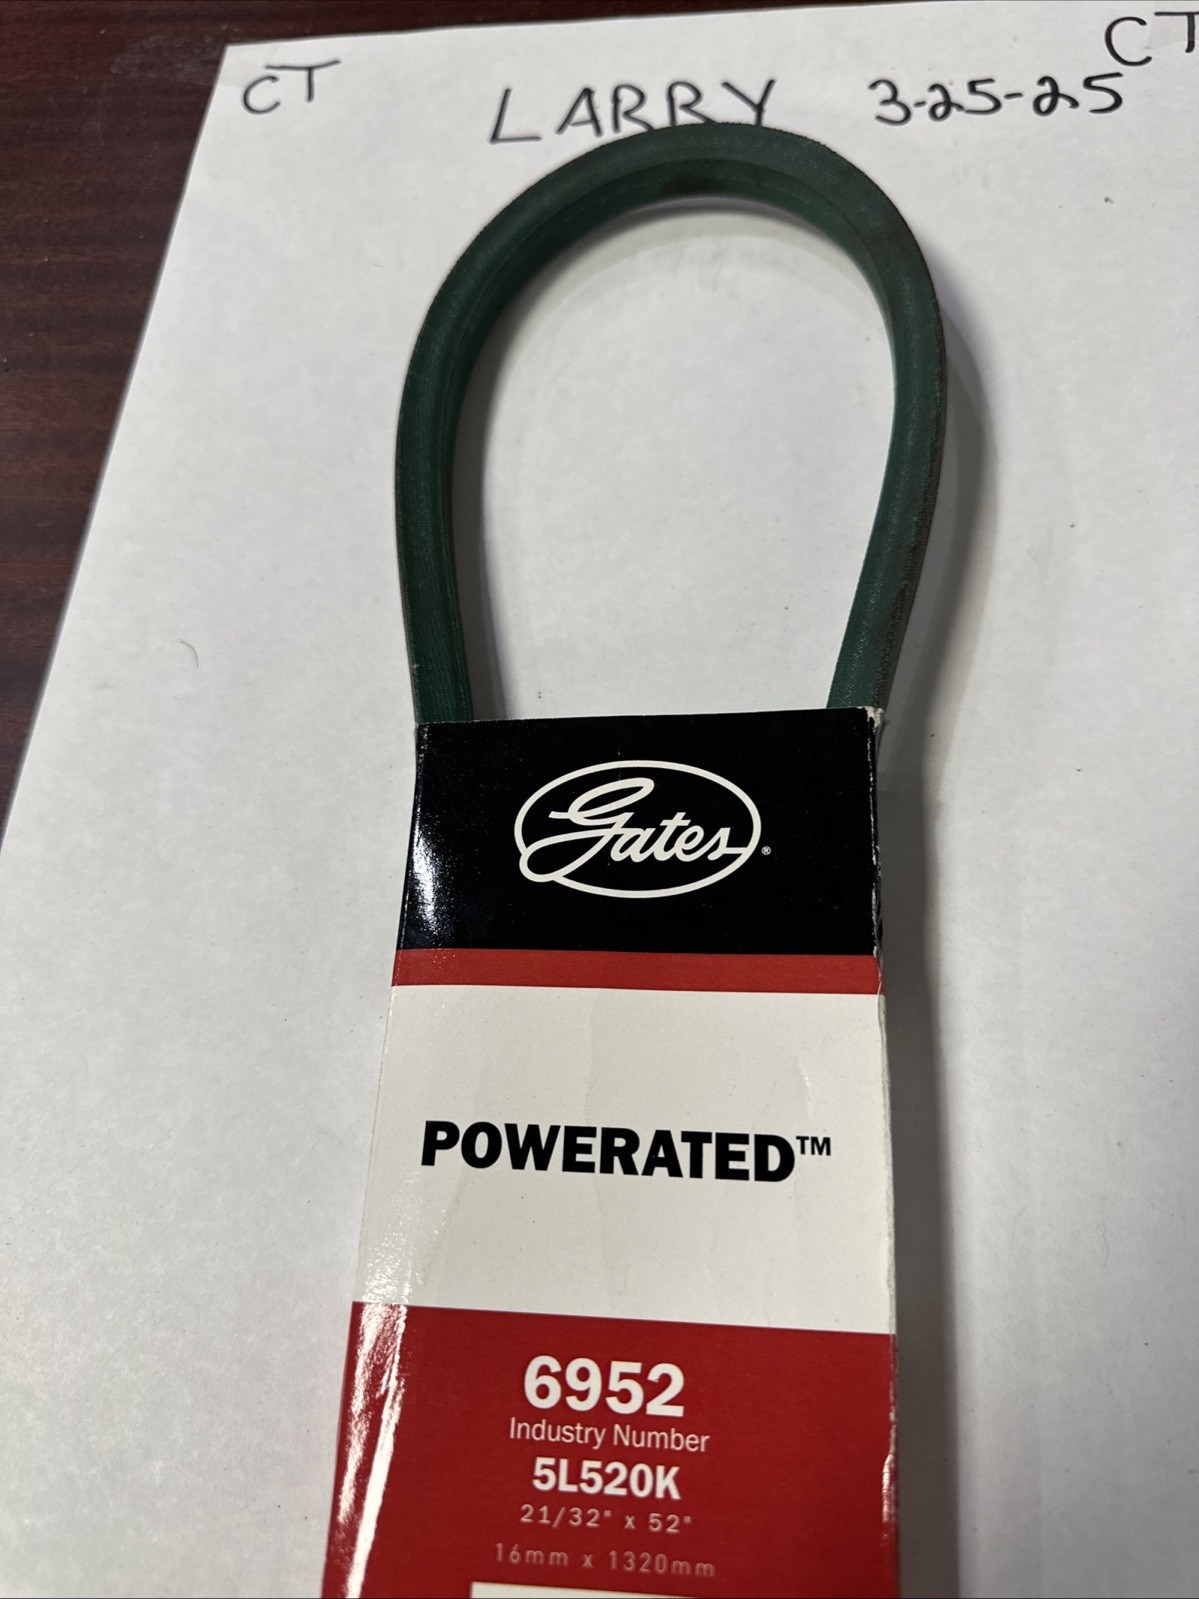 CT
CT
LARRY 3-25-25
Gates®
POWERATED™
6952
Industry Number
5L520K
21/32" x 52"
16mm x 1320mm